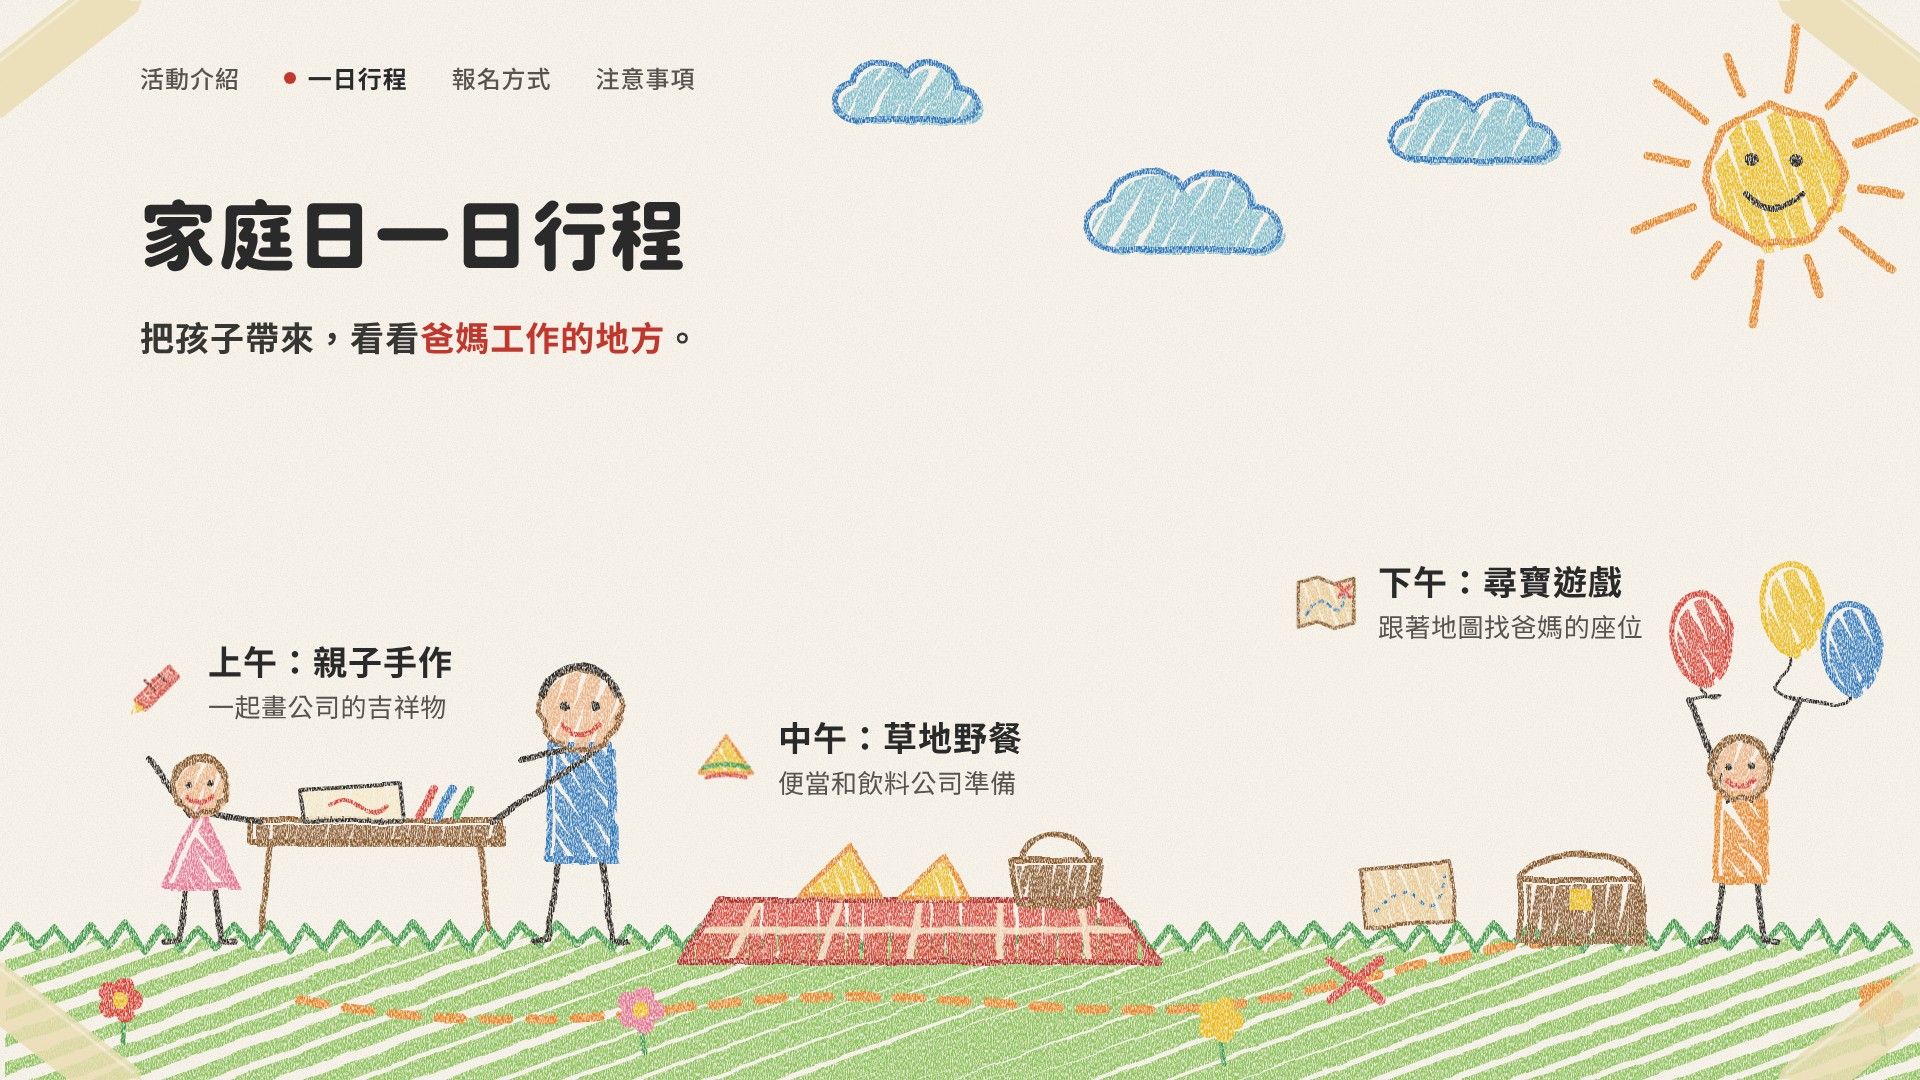 活動介紹
一日行程
報名方式
注意事項
家庭日一日行程
把孩子帶來，看看爸媽工作的地方。
上午：親子手作
一起畫公司的吉祥物
中午：草地野餐
便當和飲料公司準備
下午：尋寶遊戲
跟著地圖找爸媽的座位